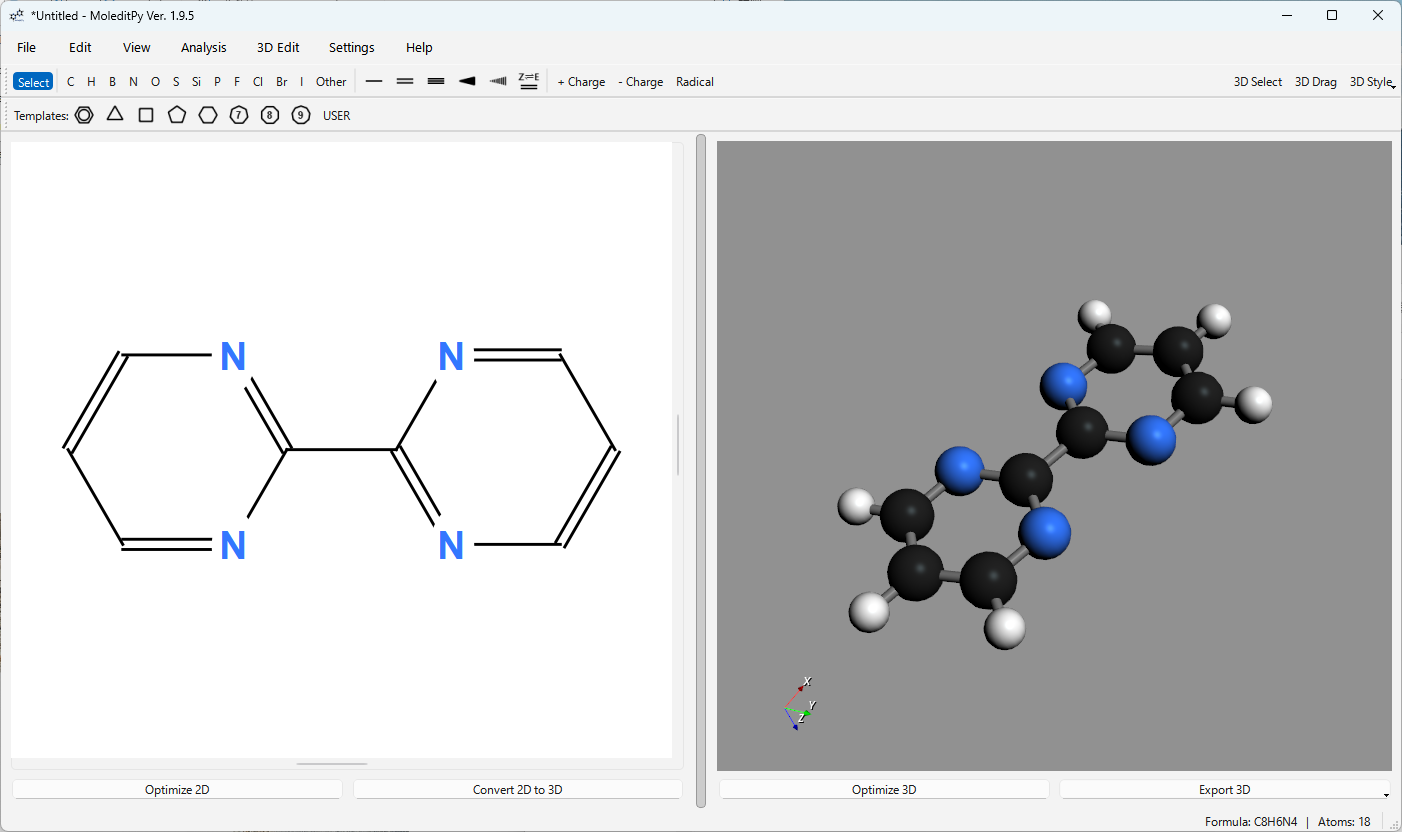 *Untitled - MoleditPy Ver. 1.9.5
File Edit View Analysis 3D Edit Settings Help
Select C H B N O S Si P F Cl Br I Other Z⇌E + Charge - Charge Radical 3D Select 3D Drag 3D Style
Templates: 7 8 9 USER
N N
N N
X
Y
Z
Optimize 2D Convert 2D to 3D Optimize 3D Export 3D
Formula: C8H6N4 | Atoms: 18